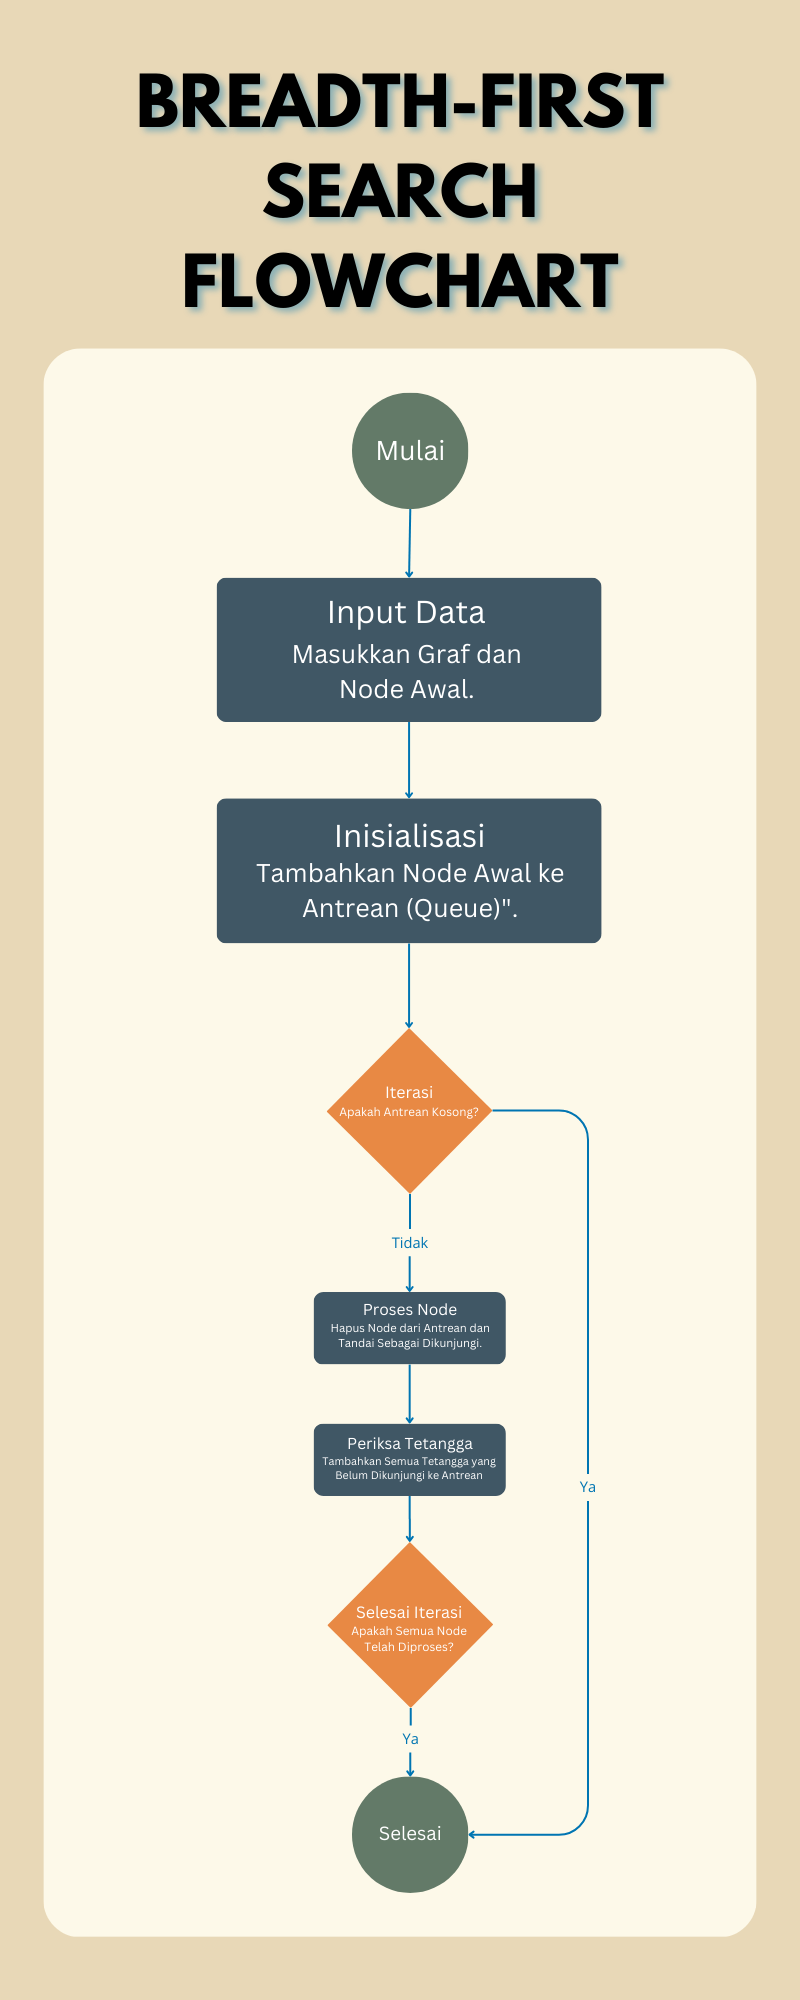 BREADTH-FIRST
SEARCH
FLOWCHART
Mulai
Input Data
Masukkan Graf dan
Node Awal.
Inisialisasi
Tambahkan Node Awal ke
Antrean (Queue)".
Iterasi
Apakah Antrean Kosong?
Tidak
Proses Node
Hapus Node dari Antrean dan
Tandai Sebagai Dikunjungi.
Periksa Tetangga
Tambahkan Semua Tetangga yang
Belum Dikunjungi ke Antrean
Ya
Selesai Iterasi
Apakah Semua Node
Telah Diproses?
Ya
Selesai